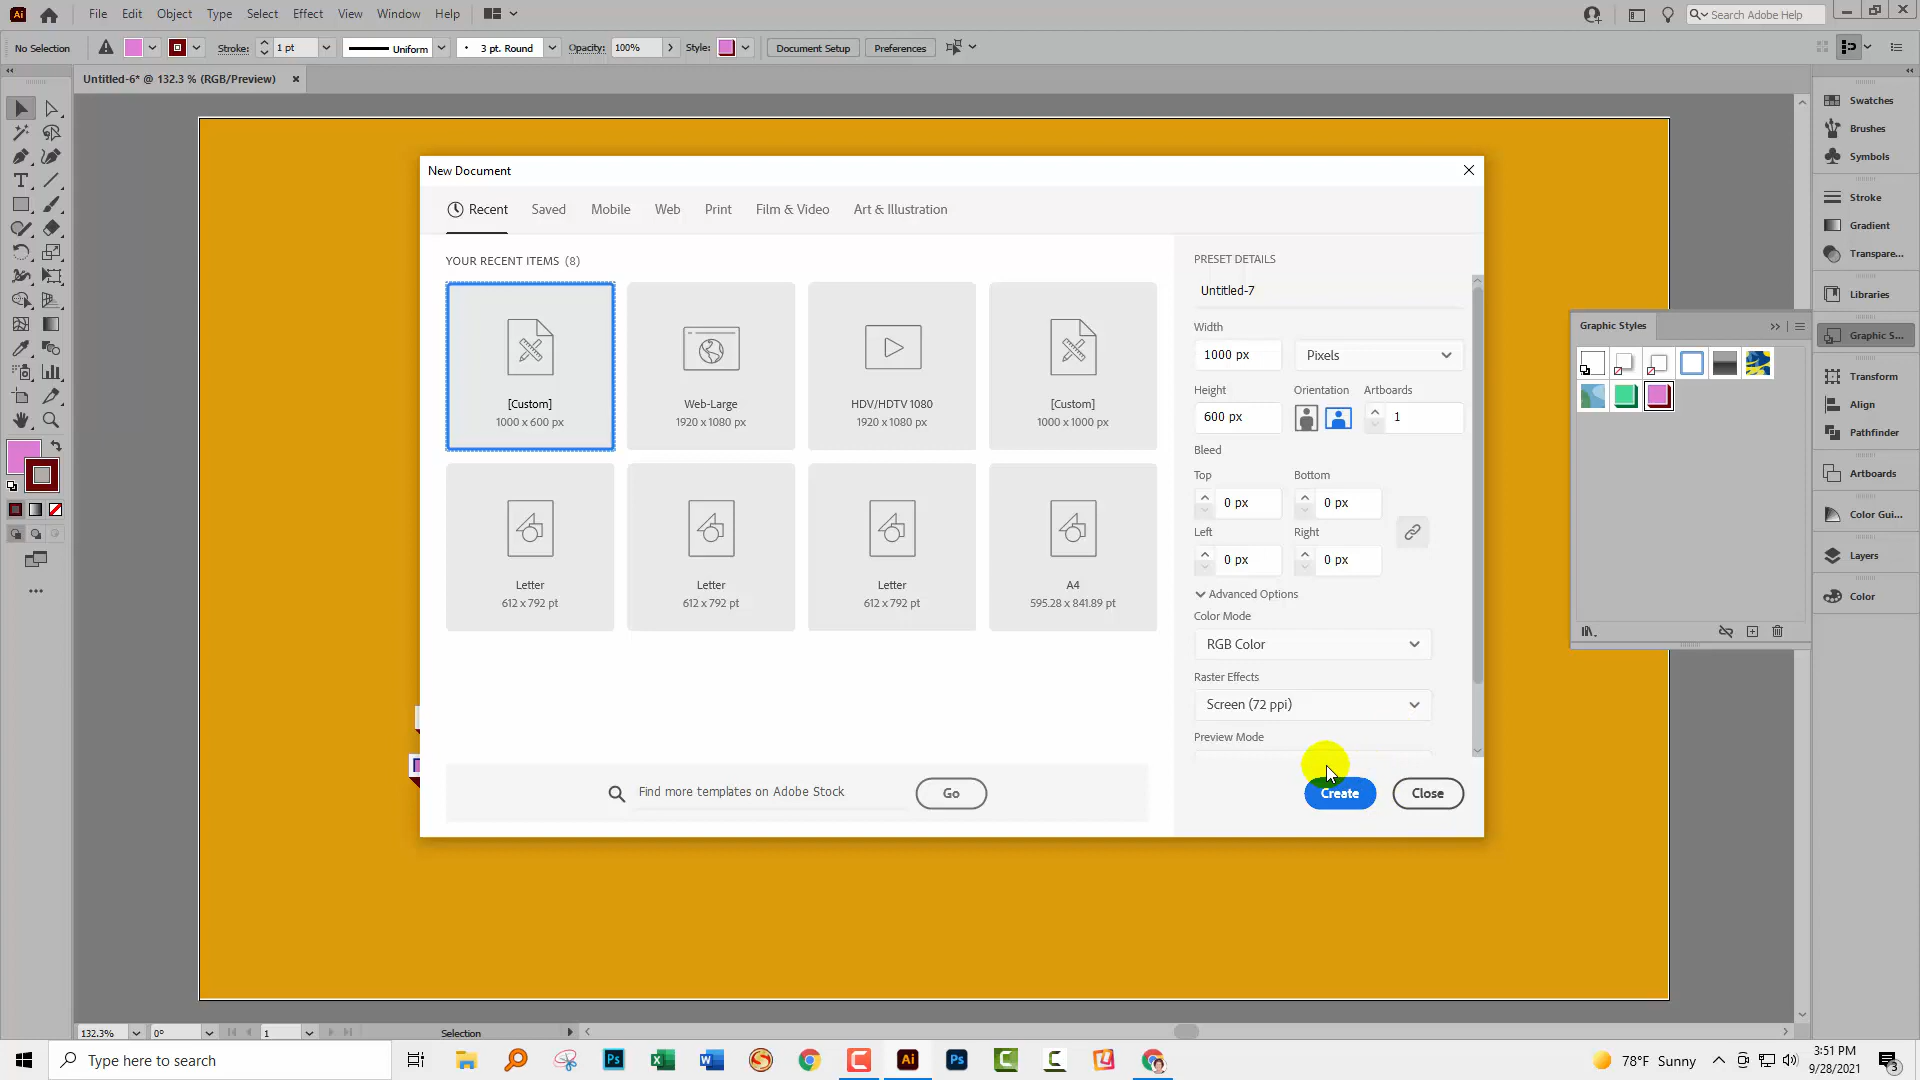 Ai File Edit Object Type Select Effect View Window Help Search Adobe Help
No Selection Stroke: 1 pt Uniform 3 pt. Round Opacity: 100% Style: Document Setup Preferences
Untitled-6* @ 132.3 % (RGB/Preview)
New Document
Recent Saved Mobile Web Print Film & Video Art & Illustration
YOUR RECENT ITEMS (8)
[Custom]
1000 x 600 px
Web-Large
1920 x 1080 px
HDV/HDTV 1080
1920 x 1080 px
[Custom]
1000 x 1000 px
Letter
612 x 792 pt
Letter
612 x 792 pt
Letter
612 x 792 pt
A4
595.28 x 841.89 pt
Find more templates on Adobe Stock
Go
PRESET DETAILS
Untitled-7
Width
1000 px Pixels
Height Orientation Artboards
600 px 1
Bleed
Top Bottom
0 px 0 px
Left Right
0 px 0 px
Advanced Options
Color Mode
RGB Color
Raster Effects
Screen (72 ppi)
Preview Mode
Create Close
Graphic Styles
Swatches
Brushes
Symbols
Stroke
Gradient
Transpare...
Libraries
Graphic S...
Transform
Align
Pathfinder
Artboards
Color Gui...
Layers
Color
132.3% 0° 1 Selection
Type here to search
Ps
Ai
Ps
78°F Sunny
3:51 PM
9/28/2021
3